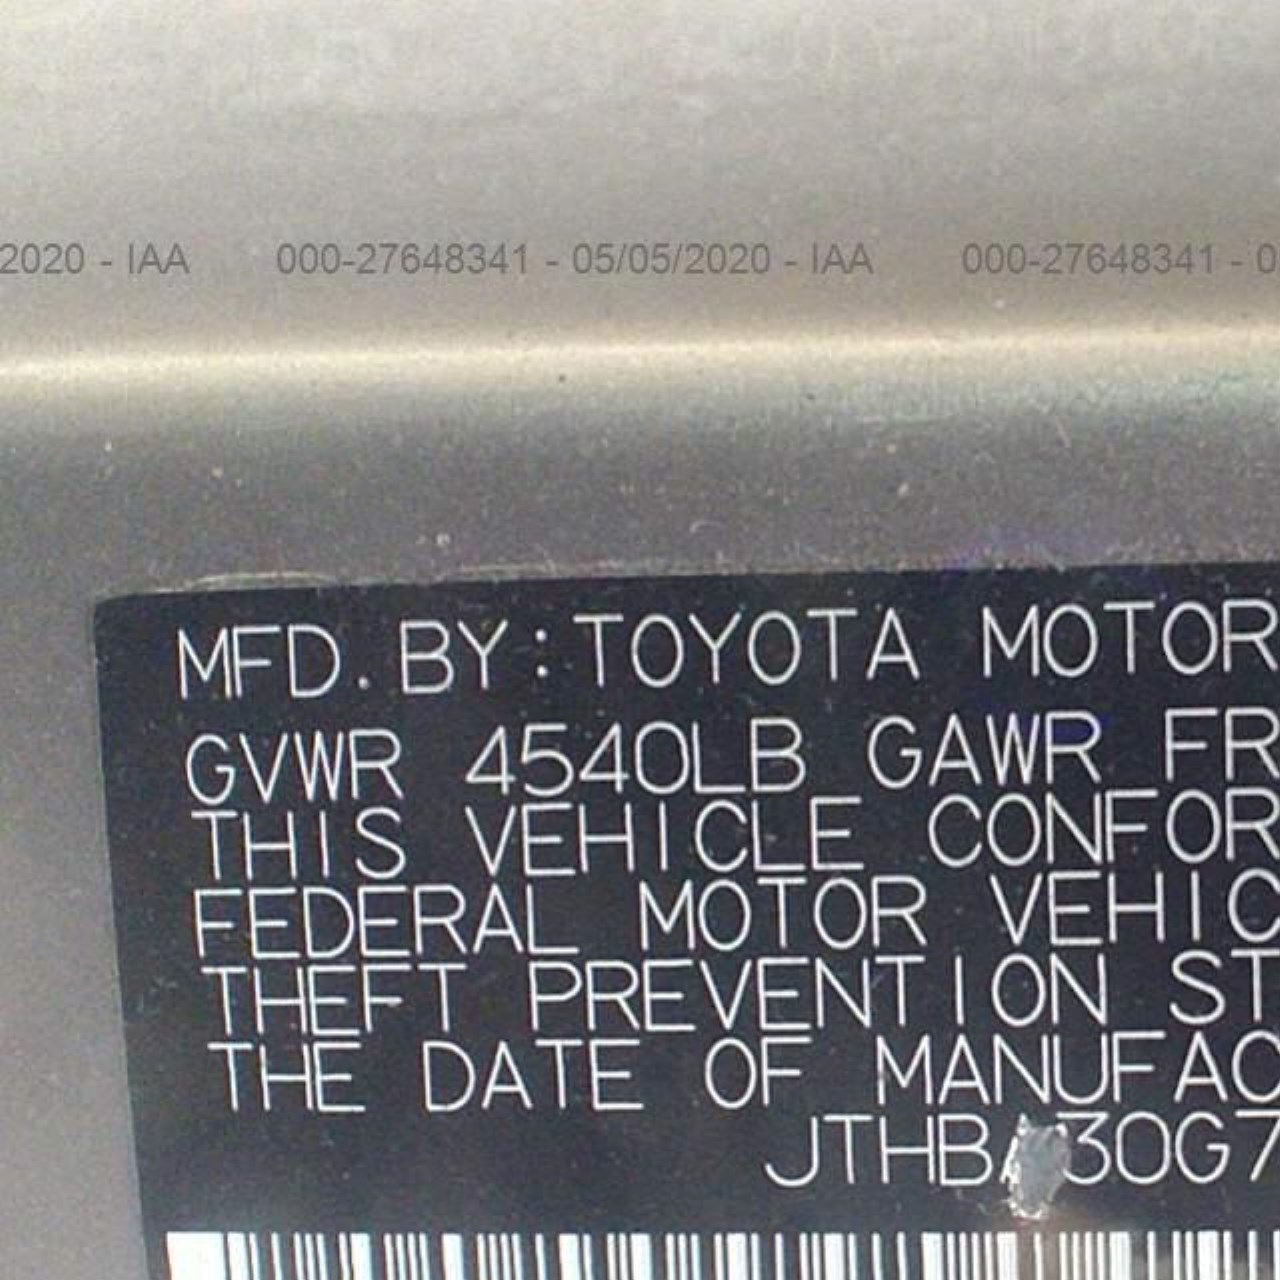 2020 - IAA 000-27648341 - 05/05/2020 - IAA 000-27648341 - 0
MFD. BY: TOYOTA MOTOR
GVWR 4540LB GAWR FR
THIS VEHICLE CONFOR
FEDERAL MOTOR VEHIC
THEFT PREVENTION ST
THE DATE OF MANUFAC